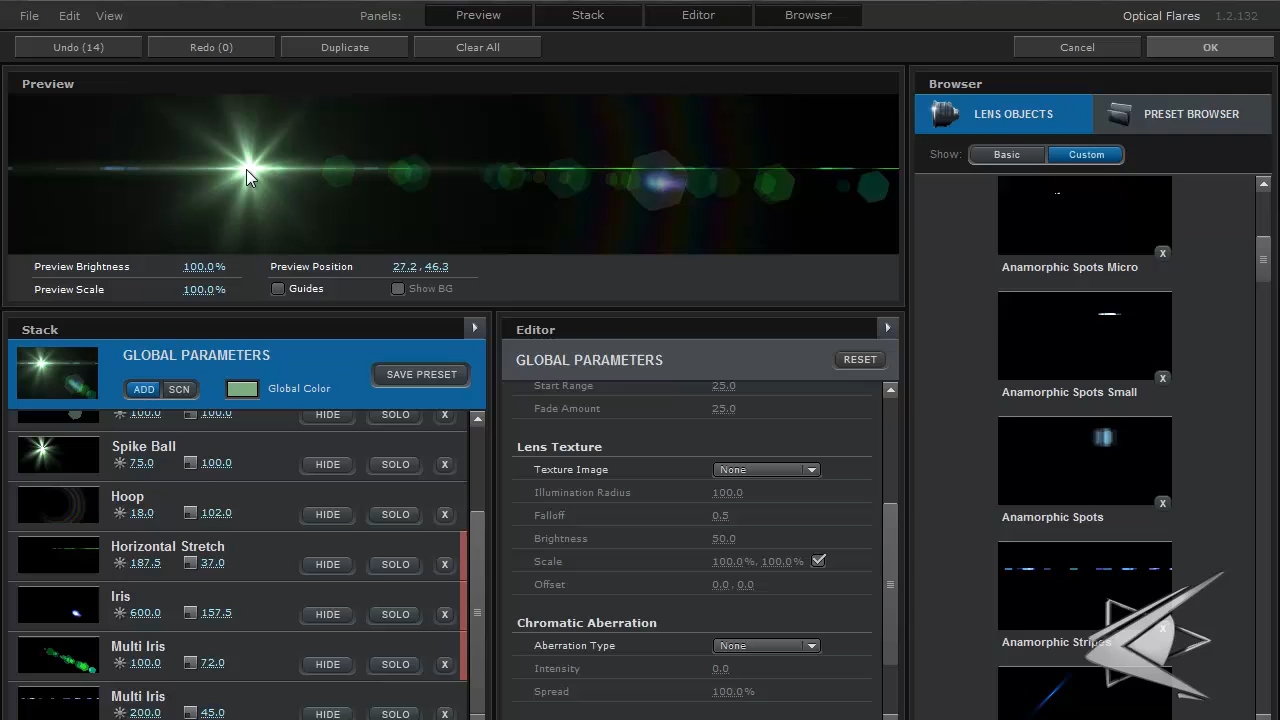 File Edit View Panels: Preview Stack Editor Browser Optical Flares 1.2.132
Undo (14) Redo (0) Duplicate Clear All Cancel OK
Preview
Preview Brightness 100.0%
Preview Position 27.2 , 46.3
Preview Scale 100.0%
Guides Show BG
Stack
GLOBAL PARAMETERS
ADD SCN Global Color SAVE PRESET
100.0 100.0 HIDE SOLO X
Spike Ball
75.0 100.0 HIDE SOLO X
Hoop
18.0 102.0 HIDE SOLO X
Horizontal Stretch
187.5 37.0 HIDE SOLO X
Iris
600.0 157.5 HIDE SOLO X
Multi Iris
100.0 72.0 HIDE SOLO X
Multi Iris
200.0 45.0 HIDE SOLO X
Editor
GLOBAL PARAMETERS RESET
Start Range 25.0
Fade Amount 25.0
Lens Texture
Texture Image None
Illumination Radius 100.0
Falloff 0.5
Brightness 50.0
Scale 100.0%, 100.0%
Offset 0.0 , 0.0
Chromatic Aberration
Aberration Type None
Intensity 0.0
Spread 100.0%
Browser
LENS OBJECTS PRESET BROWSER
Show: Basic Custom
X
Anamorphic Spots Micro
X
Anamorphic Spots Small
X
Anamorphic Spots
X
Anamorphic Stripes